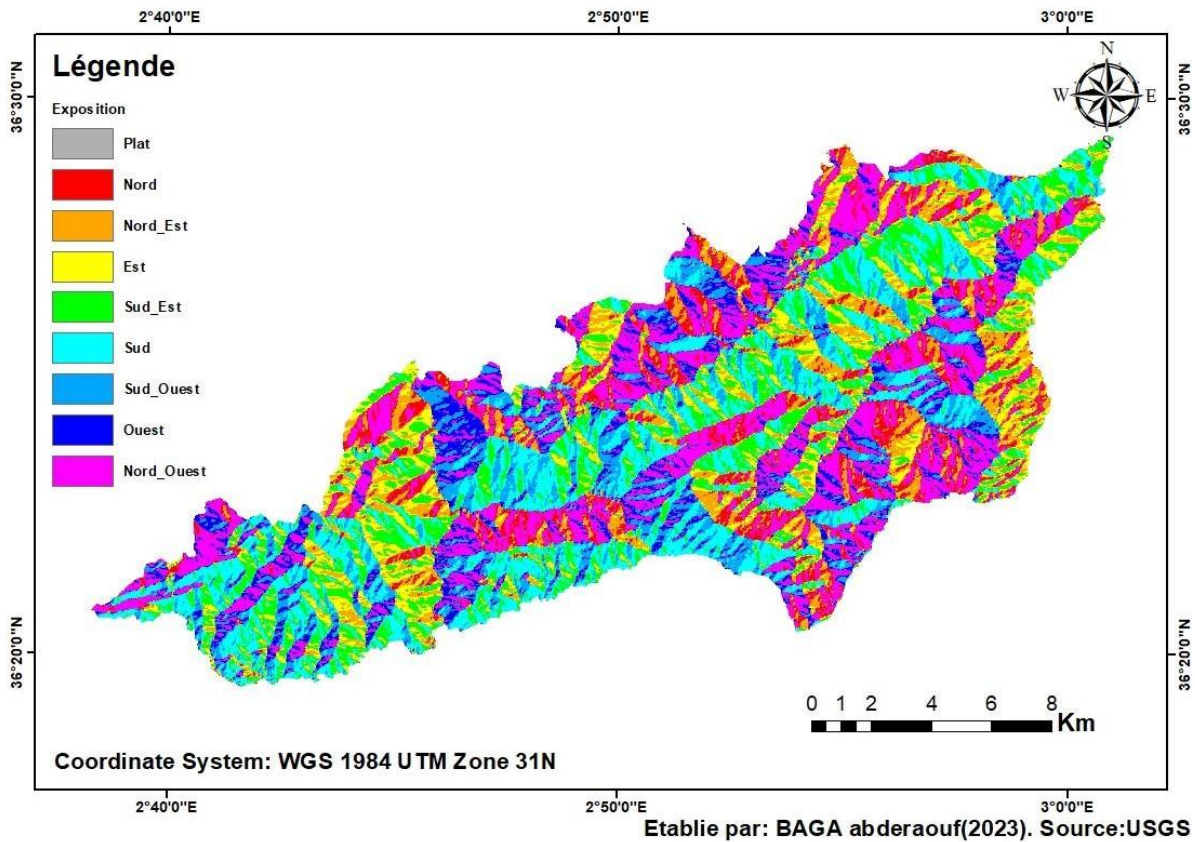 2°40'0"E 2°50'0"E 3°0'0"E
Légende
Exposition
Plat
Nord
Nord_Est
Est
Sud_Est
Sud
Sud_Ouest
Ouest
Nord_Ouest
N
W E
S
36°30'0"N 36°30'0"N
36°20'0"N 36°20'0"N
0 1 2 4 6 8
Km
Coordinate System: WGS 1984 UTM Zone 31N
2°40'0"E 2°50'0"E 3°0'0"E
Etablie par: BAGA abderaouf(2023). Source:USGS